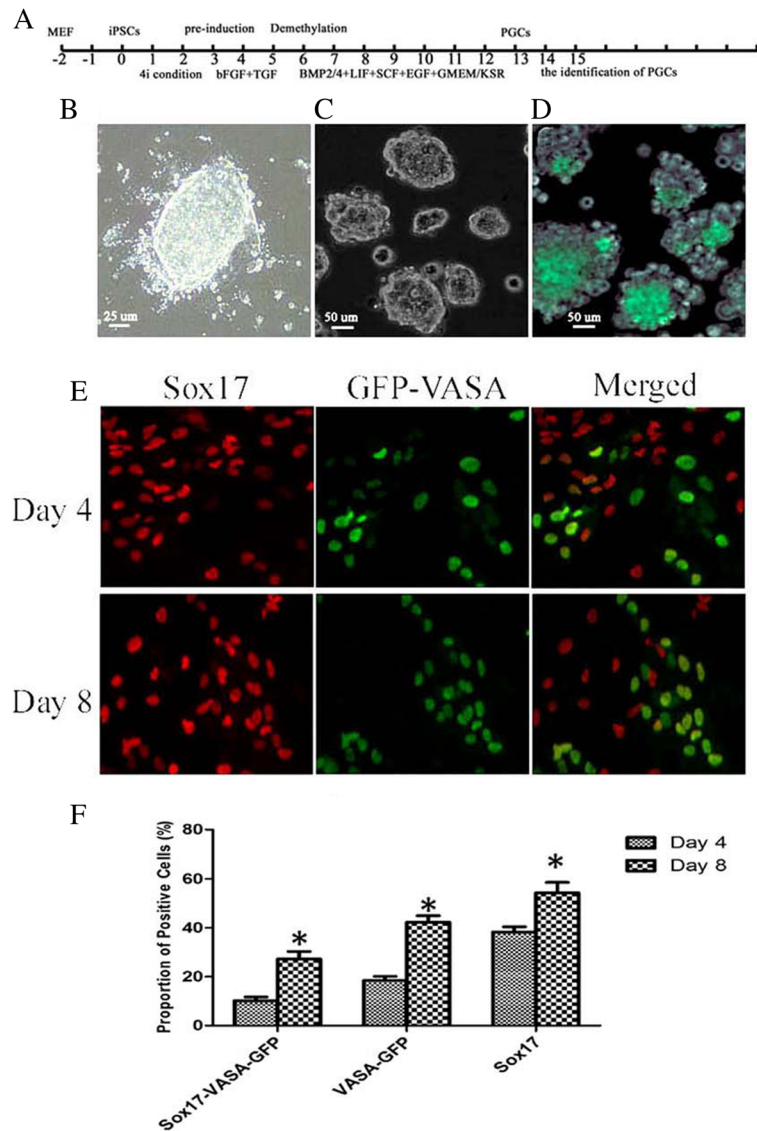 A
MEF iPSCs pre-induction Demethylation PGCs
-2 -1 0 1 2 3 4 5 6 7 8 9 10 11 12 13 14 15
4i condition bFGF+TGF BMP2/4+LIF+SCF+EGF+GMEM/KSR the identification of PGCs
B C D
25 um 50 um 50 um
E
Sox17 GFP-VASA Merged
Day 4
Day 8
F
Proportion of Positive Cells (%)
80
60
40
20
0
* * *
Day 4
Day 8
Sox17-VASA-GFP VASA-GFP Sox17